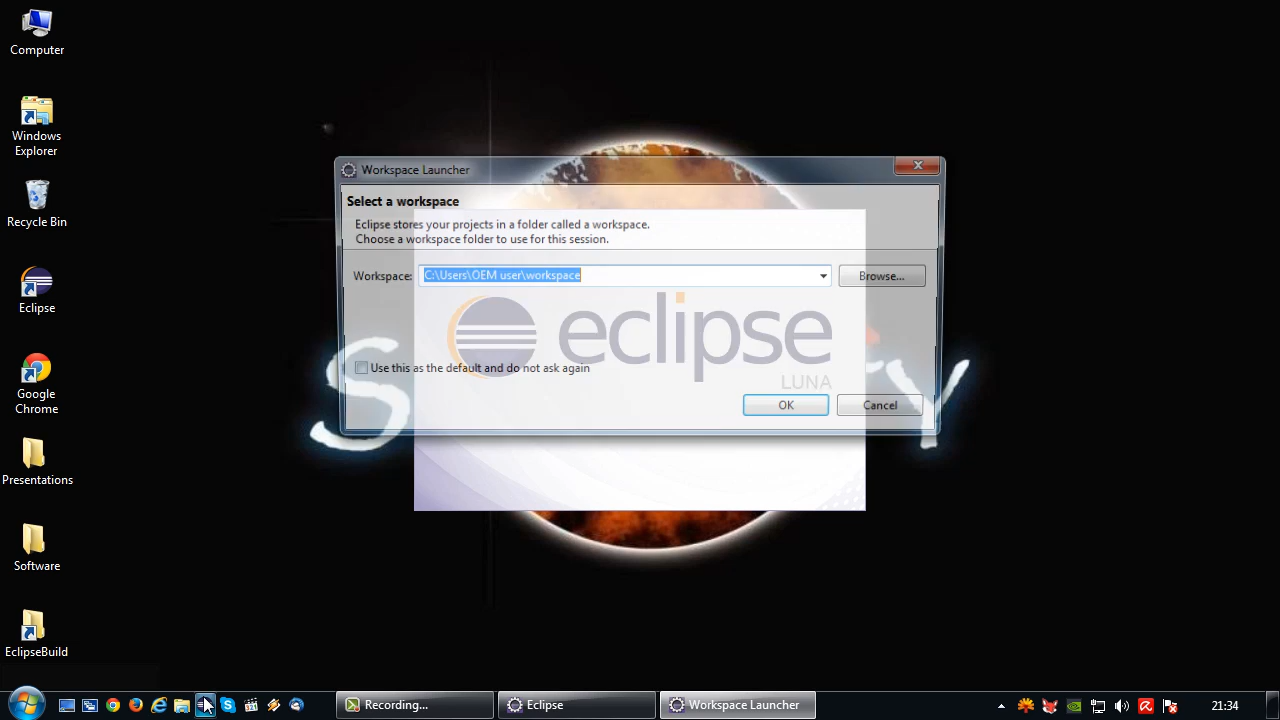 Computer
Windows
Explorer
Recycle Bin
Eclipse
Google
Chrome
Presentations
Software
EclipseBuild
Workspace Launcher
Select a workspace
Eclipse stores your projects in a folder called a workspace.
Choose a workspace folder to use for this session.
Workspace:
C:\Users\OEM user\workspace
Browse...
eclipse
LUNA
Use this as the default and do not ask again
OK
Cancel
S
Y
Recording...
Eclipse
Workspace Launcher
21:34